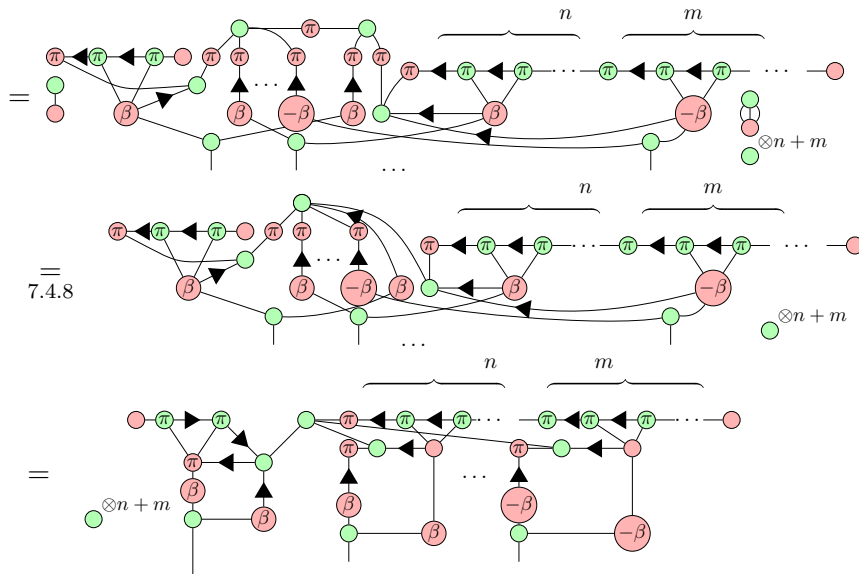 n m
π
π π π π π π π π
π π π ⋯ π π π ⋯
⋯
= β β −β β β −β
⊗n + m
⋯
n m
π π π π π π
π π π ⋯ π π π ⋯
⋯
=
7.4.8
β β −β β β −β
⊗n + m
⋯
n m
π π π π π ⋯ π π π ⋯
π π π
=
⋯
β β −β
⊗n + m
β β −β